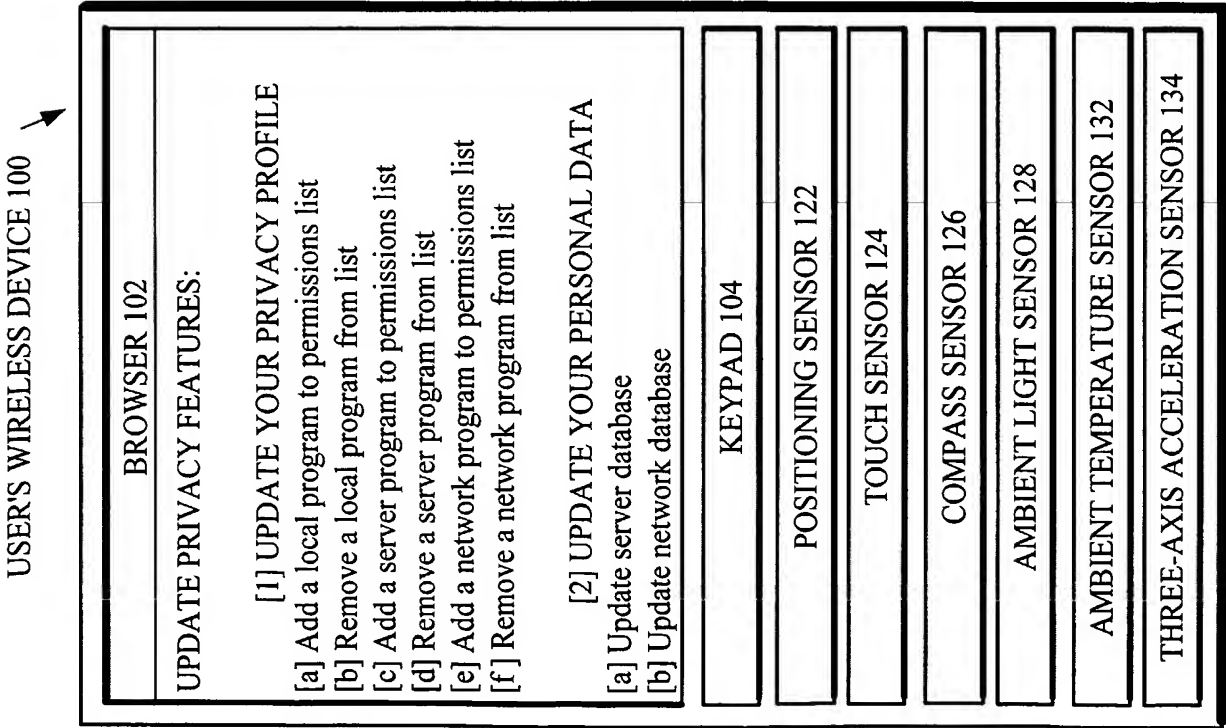 USER'S WIRELESS DEVICE 100
BROWSER 102
UPDATE PRIVACY FEATURES:
[1] UPDATE YOUR PRIVACY PROFILE
[a] Add a local program to permissions list
[b] Remove a local program from list
[c] Add a server program to permissions list
[d] Remove a server program from list
[e] Add a network program to permissions list
[f] Remove a network program from list
[2] UPDATE YOUR PERSONAL DATA
[a] Update server database
[b] Update network database
KEYPAD 104
POSITIONING SENSOR 122
TOUCH SENSOR 124
COMPASS SENSOR 126
AMBIENT LIGHT SENSOR 128
AMBIENT TEMPERATURE SENSOR 132
THREE-AXIS ACCELERATION SENSOR 134